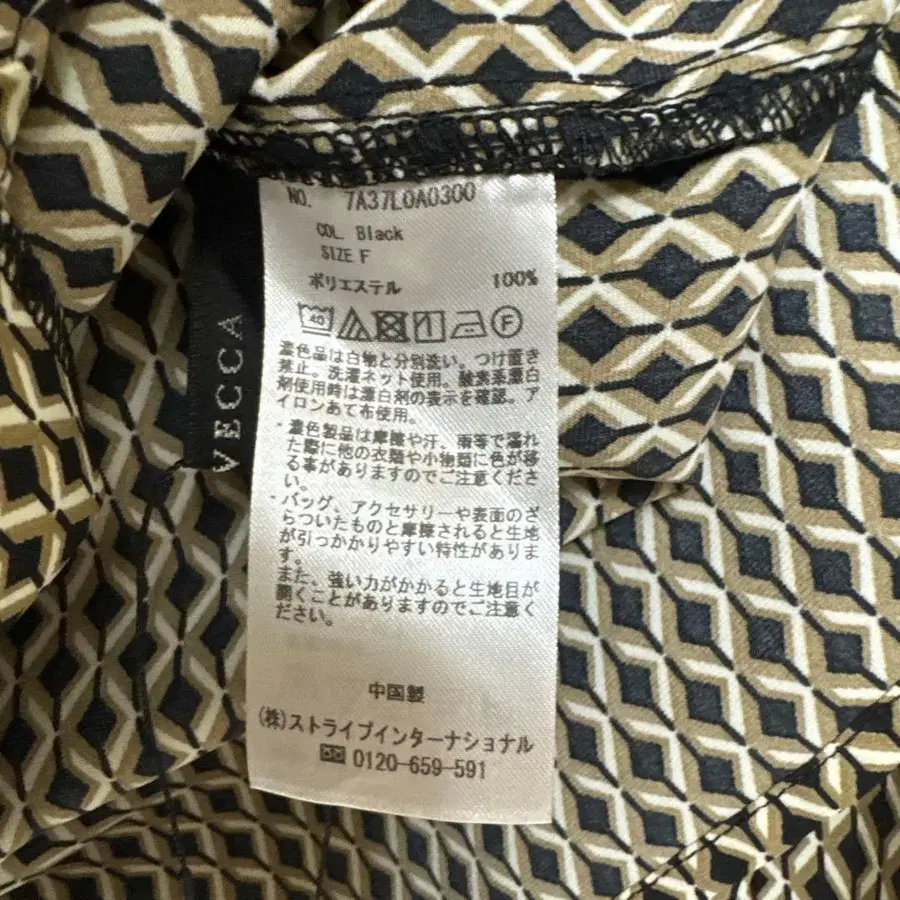 NO. 7A37L0A0300
COL. Black
SIZE F
ポリエステル 100%
40 F
濃色品は白物と分別洗い。つけ置き
禁止。洗濯ネット使用。酸素系漂白
剤使用時は漂白剤の表示を確認。ア
イロンあて布使用。
・濃色製品は摩擦や汗、雨等で濡れ
た際に他の衣類や小物類に色が移
る事がありますのでご注意くださ
い。
・バッグ、アクセサリーや表面のざ
らついたものと摩擦されると生地
が引っかかりやすい特性がありま
す。
また、強い力がかかると生地目が
開くことがありますのでご注意く
ださい。
中国製
(株)ストライプインターナショナル
0120-659-591
VECCA